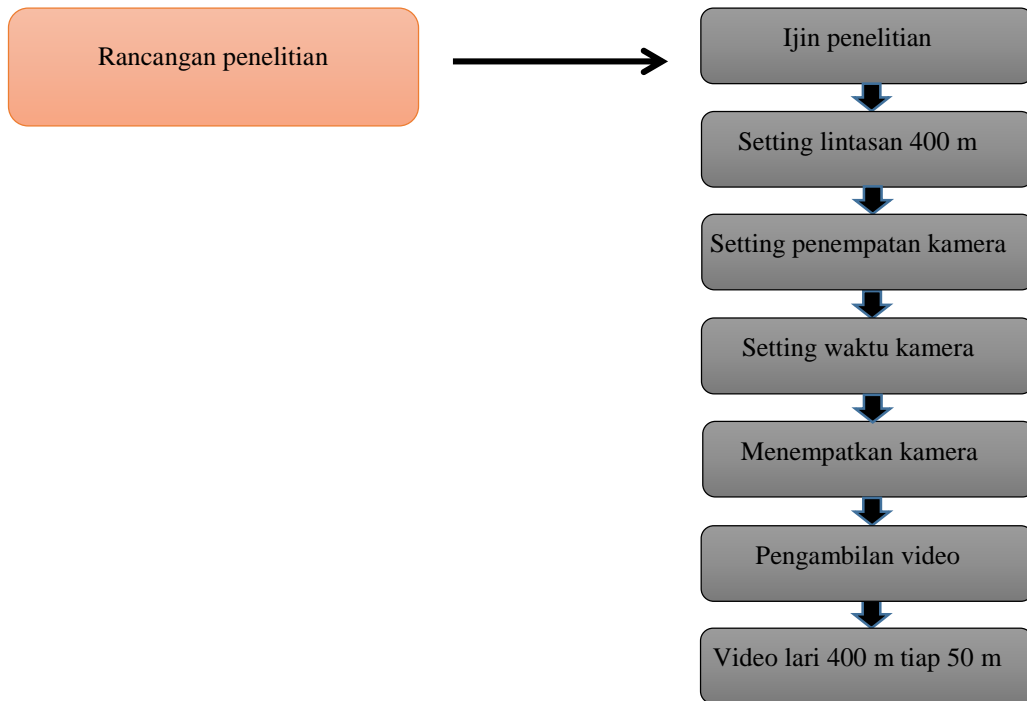 Rancangan penelitian
Ijin penelitian
Setting lintasan 400 m
Setting penempatan kamera
Setting waktu kamera
Menempatkan kamera
Pengambilan video
Video lari 400 m tiap 50 m